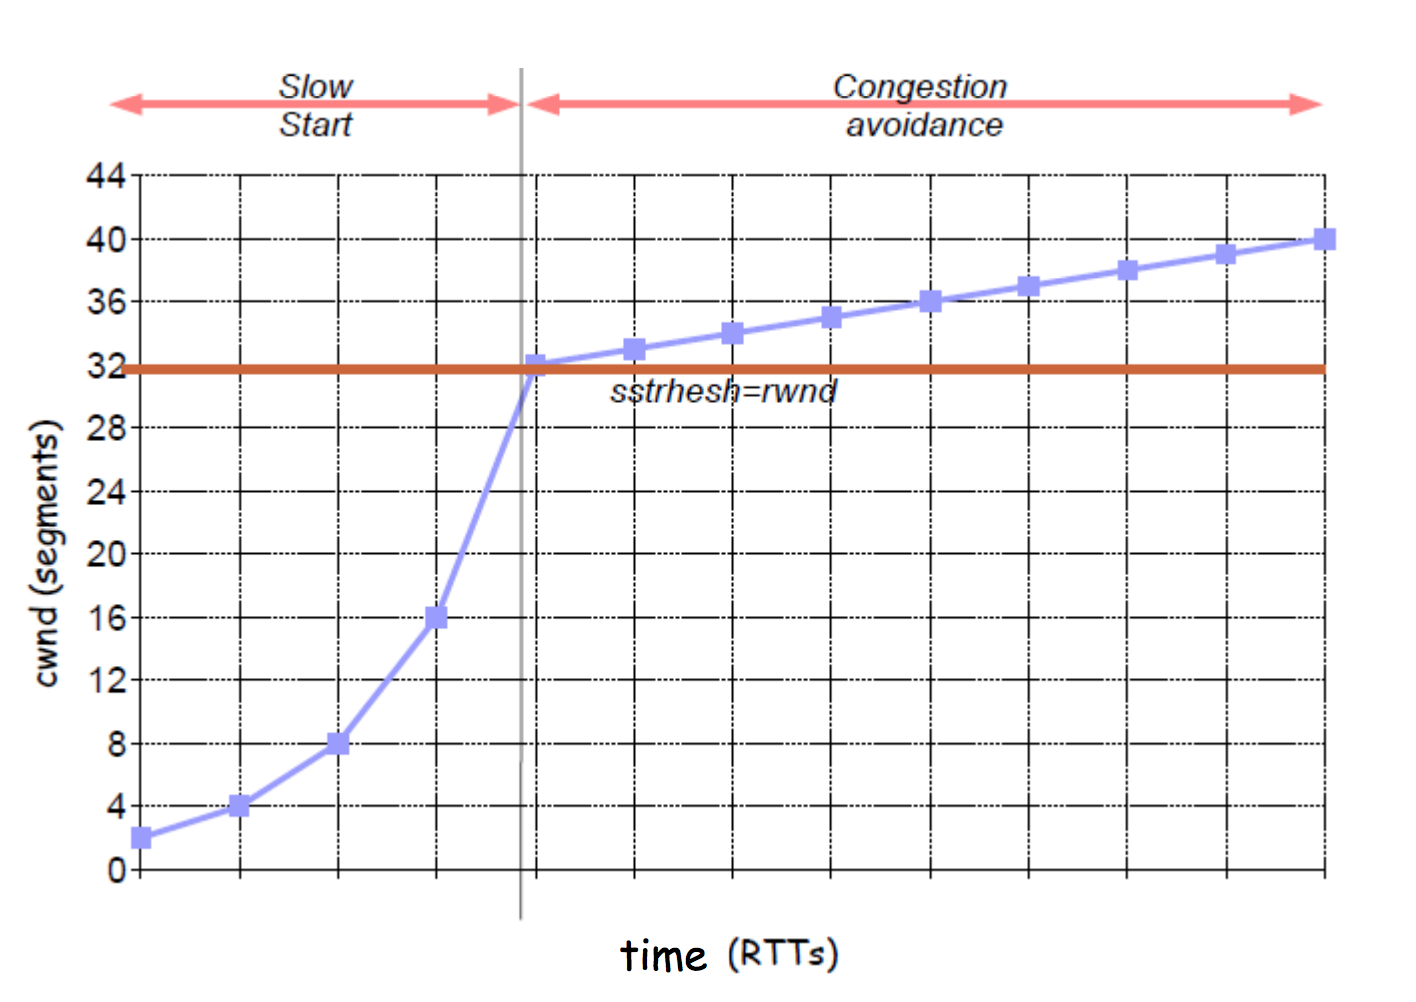 Slow
Start
Congestion
avoidance
44
40
36
32
sstrhesh=rwnd
28
24
20
16
12
8
4
0
cwnd (segments)
time (RTTs)